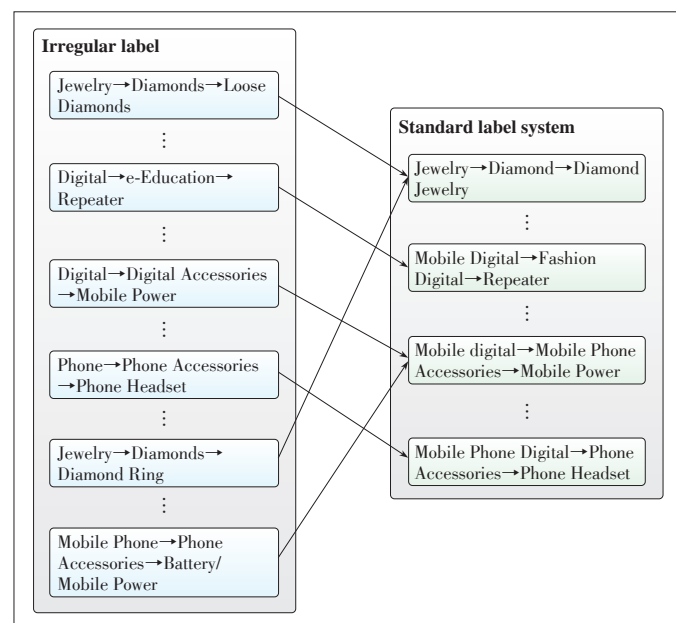 Irregular label
Jewelry→Diamonds→Loose
Diamonds
⋮
Digital→e-Education→
Repeater
⋮
Digital→Digital Accessories
→Mobile Power
⋮
Phone→Phone Accessories
→Phone Headset
⋮
Jewelry→Diamonds→
Diamond Ring
⋮
Mobile Phone→Phone
Accessories→Battery/
Mobile Power
Standard label system
Jewelry→Diamond→Diamond
Jewelry
⋮
Mobile Digital→Fashion
Digital→Repeater
⋮
Mobile digital→Mobile Phone
Accessories→Mobile Power
⋮
Mobile Phone Digital→Phone
Accessories→Phone Headset